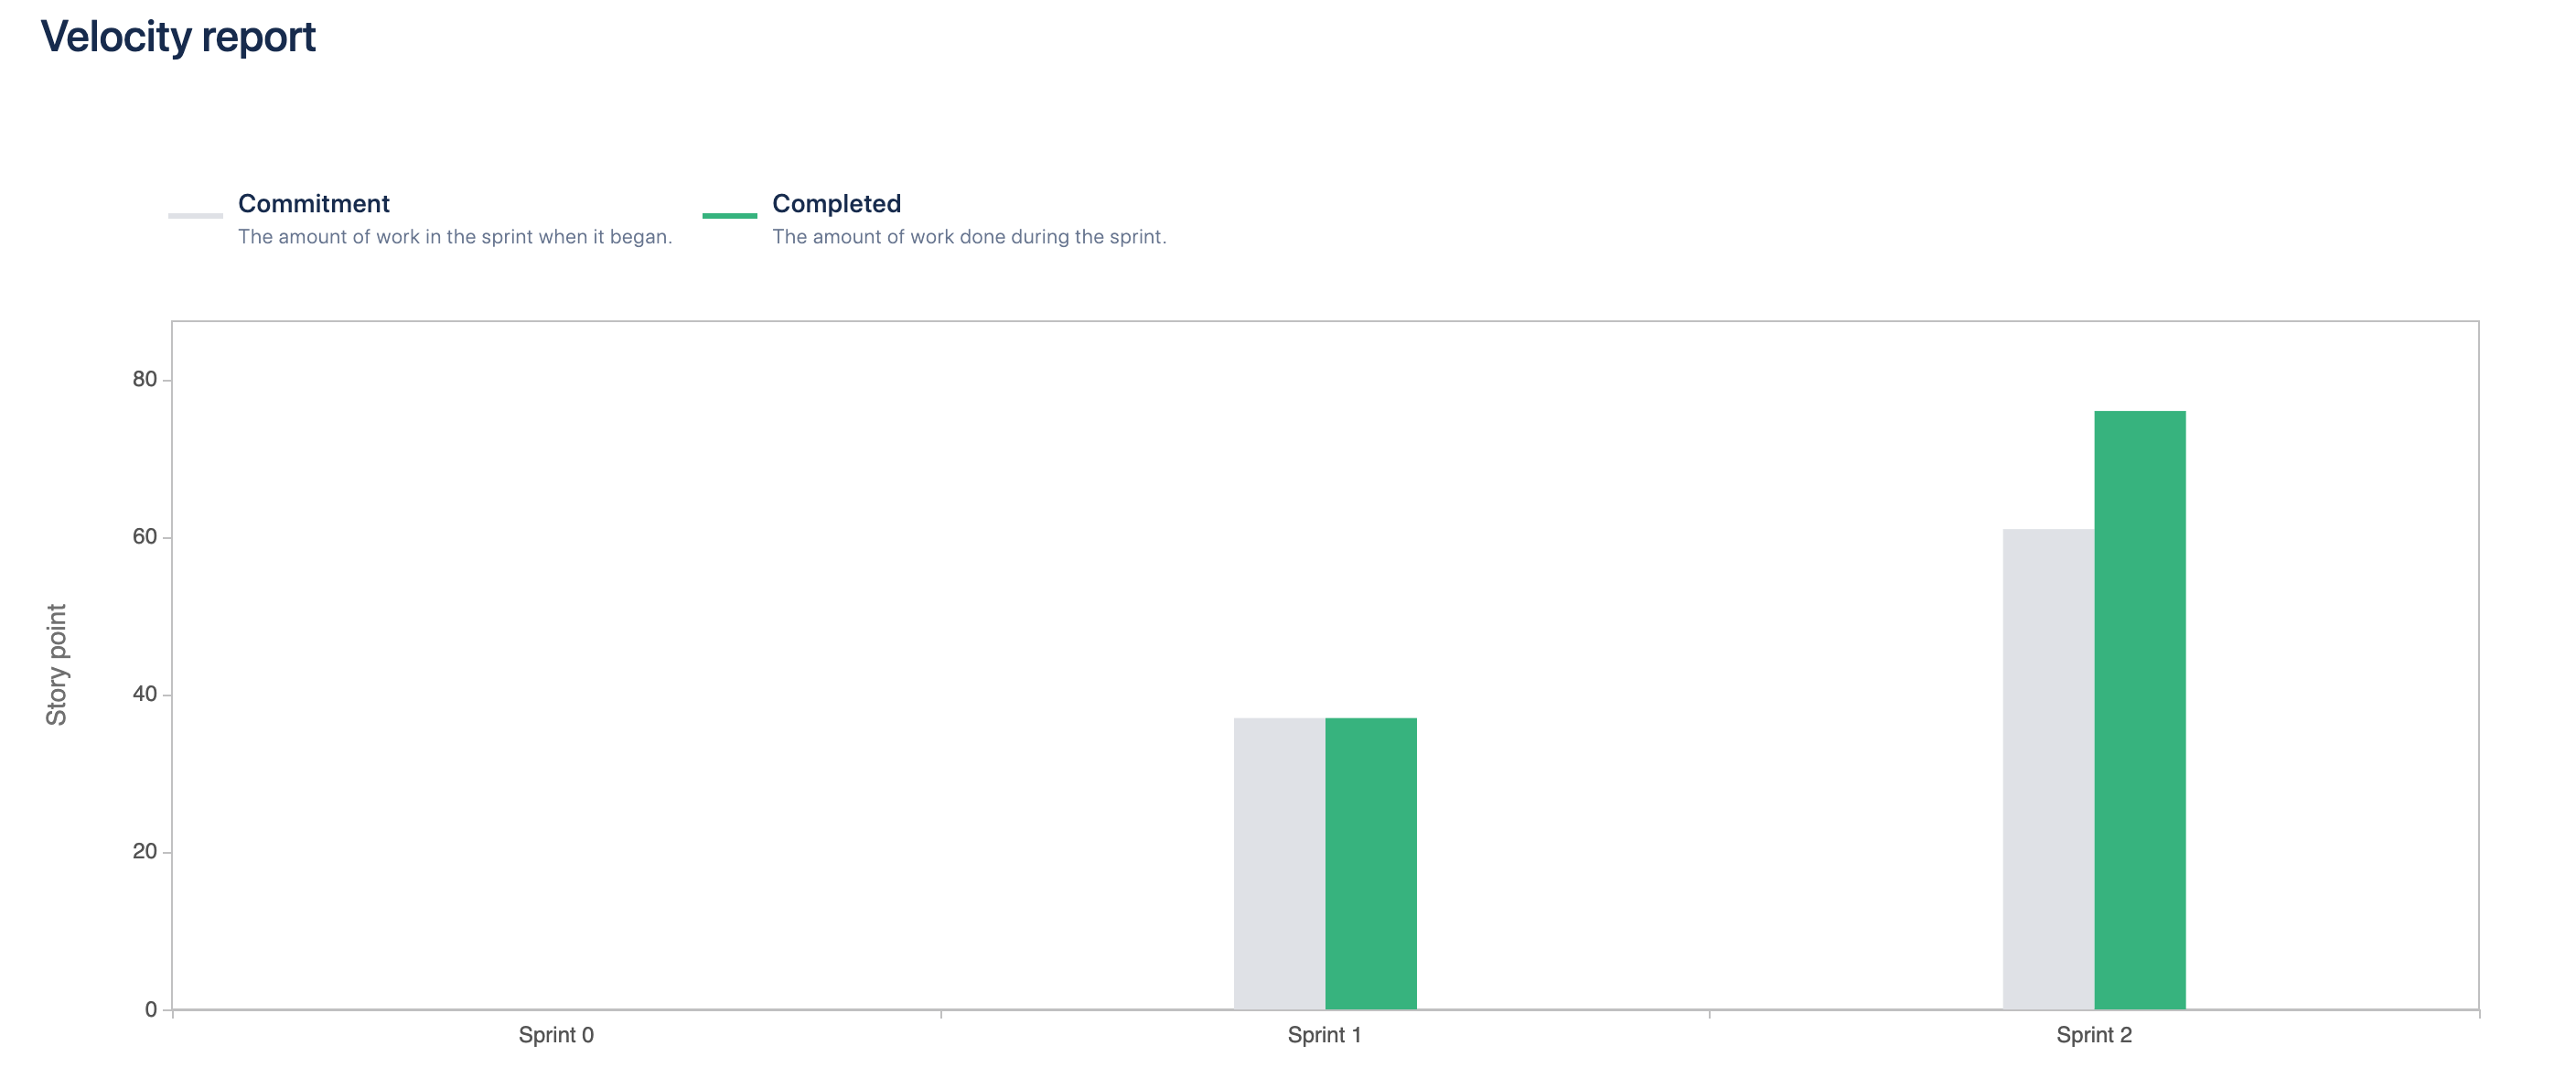 Velocity report
Commitment
The amount of work in the sprint when it began.
Completed
The amount of work done during the sprint.
Story point
80
60
40
20
0
Sprint 0
Sprint 1
Sprint 2